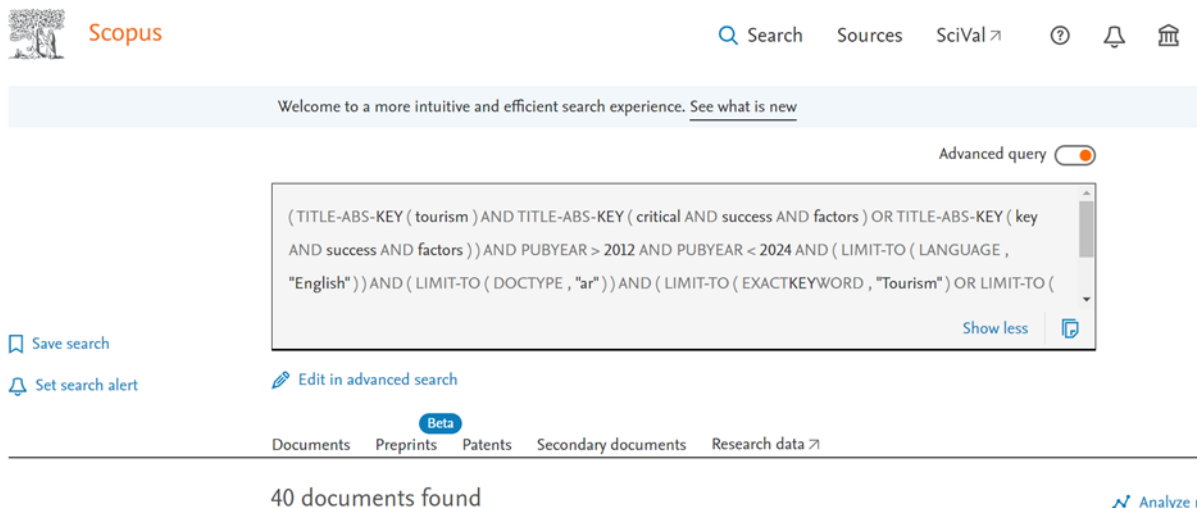 Scopus
Search Sources SciVal
Welcome to a more intuitive and efficient search experience. See what is new
Advanced query
( TITLE-ABS-KEY ( tourism ) AND TITLE-ABS-KEY ( critical AND success AND factors ) OR TITLE-ABS-KEY ( key
AND success AND factors ) ) AND PUBYEAR > 2012 AND PUBYEAR < 2024 AND ( LIMIT-TO ( LANGUAGE ,
"English" ) ) AND ( LIMIT-TO ( DOCTYPE , "ar" ) ) AND ( LIMIT-TO ( EXACTKEYWORD , "Tourism" ) OR LIMIT-TO (
Show less
Save search
Set search alert
Edit in advanced search
Beta
Documents Preprints Patents Secondary documents Research data
40 documents found
Analyze